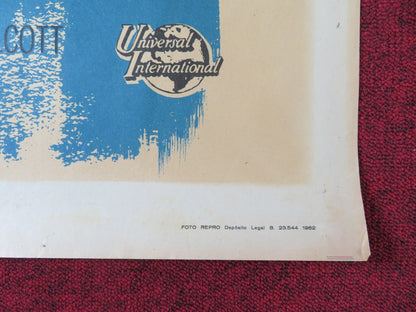 COTT
Universal
International
FOTO REPRO Depósito Legal B. 23.544 1962